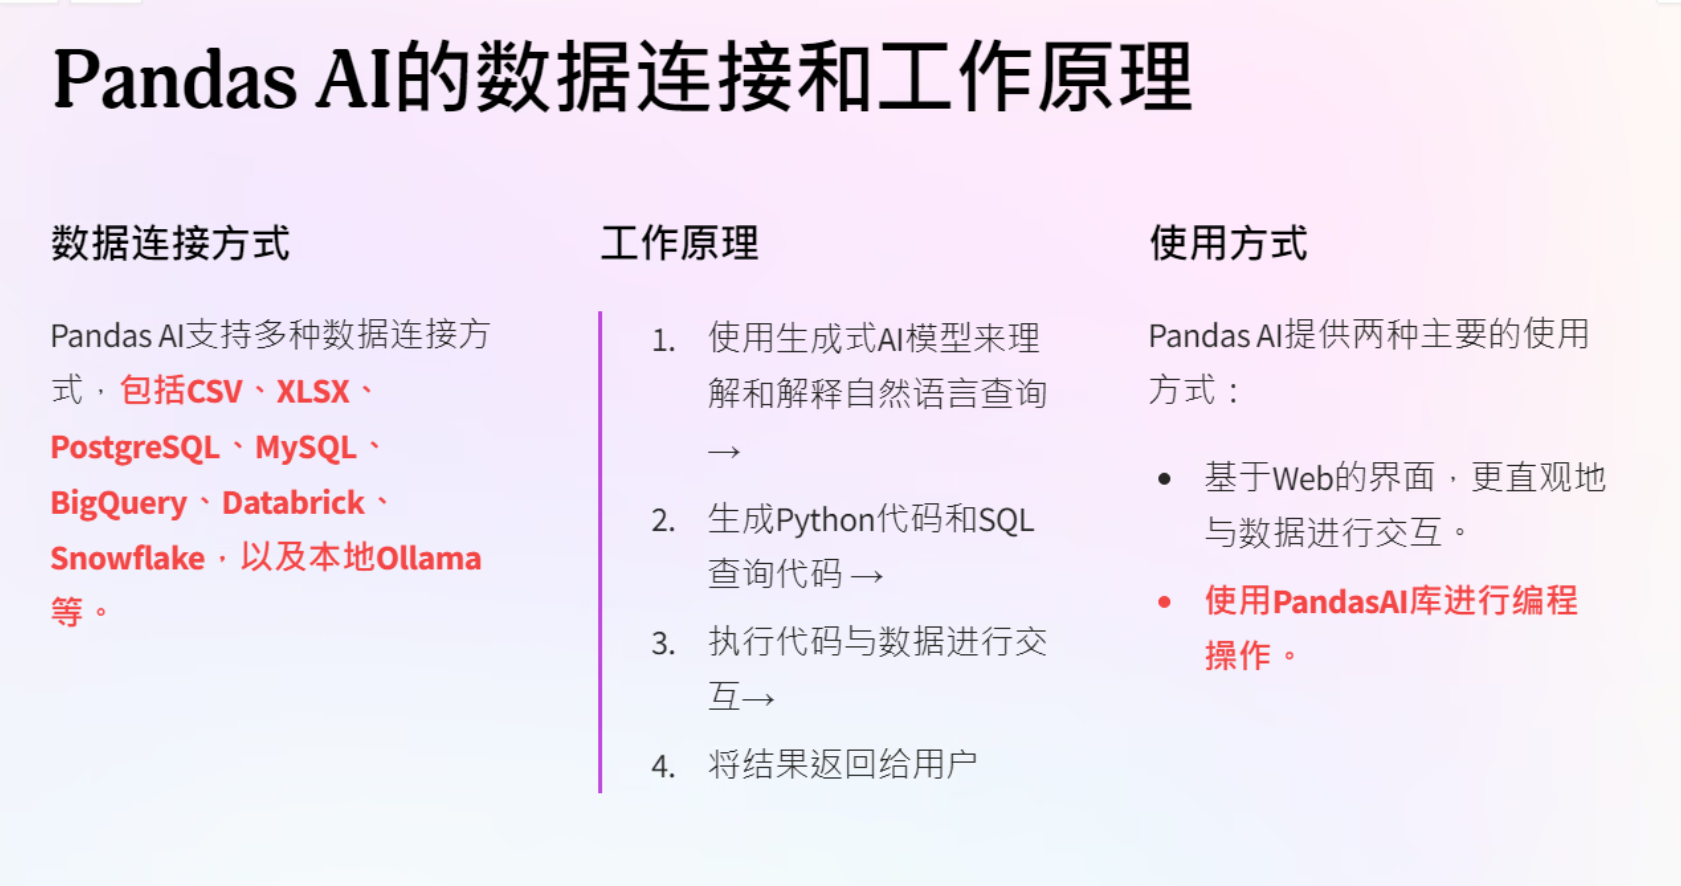 Pandas AI的数据连接和工作原理
数据连接方式
Pandas AI支持多种数据连接方
式，包括CSV、XLSX、
PostgreSQL、MySQL、
BigQuery、Databrick、
Snowflake，以及本地Ollama
等。
工作原理
1. 使用生成式AI模型来理
解和解释自然语言查询
→
2. 生成Python代码和SQL
查询代码 →
3. 执行代码与数据进行交
互→
4. 将结果返回给用户
使用方式
Pandas AI提供两种主要的使用
方式：
• 基于Web的界面，更直观地
与数据进行交互。
• 使用PandasAI库进行编程
操作。